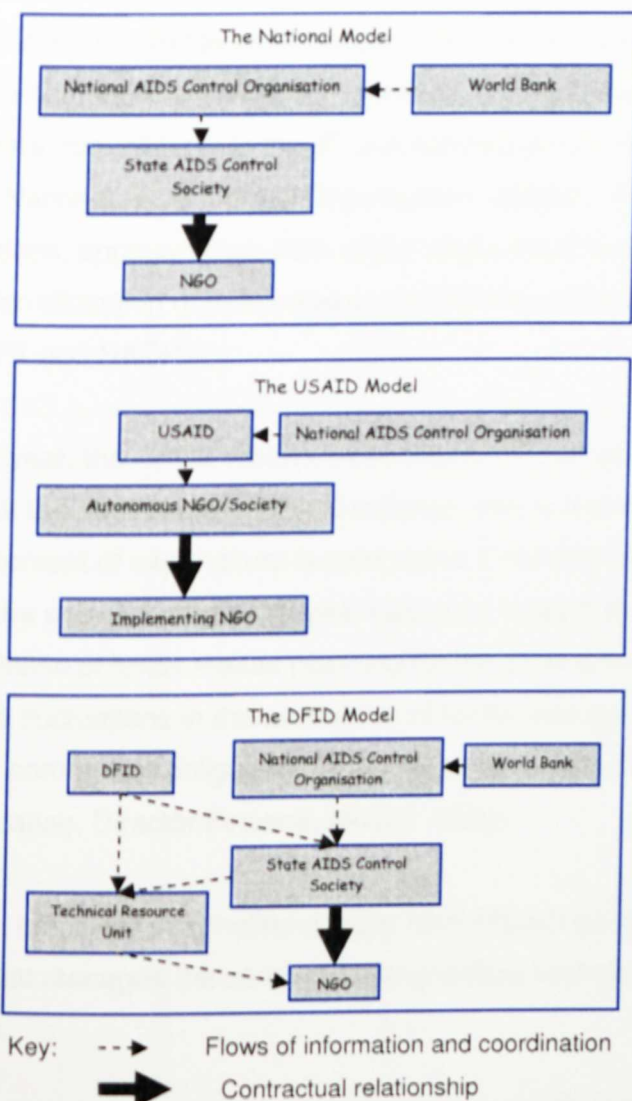 The National Model
National AIDS Control Organisation
World Bank
State AIDS Control
Society
NGO
The USAID Model
USAID
National AIDS Control Organisation
Autonomous NGO/Society
Implementing NGO
The DFID Model
DFID
National AIDS Control
Organisation
World Bank
State AIDS Control
Society
Technical Resource
Unit
NGO
Key:
Flows of information and coordination
Contractual relationship